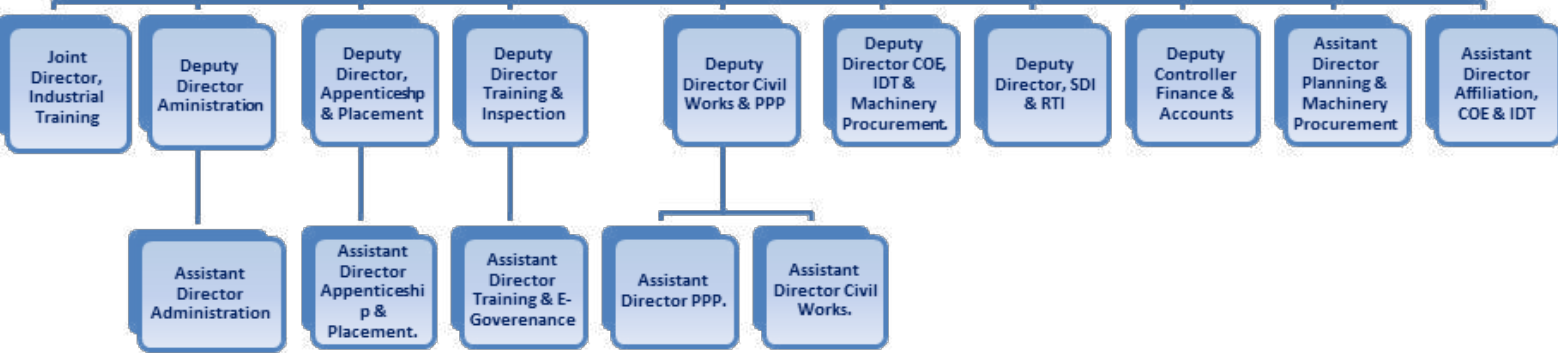 Joint
Director,
Industrial
Training
Deputy
Director
Aministration
Deputy
Director,
Appenticeshp
& Placement
Deputy
Director
Training &
Inspection
Deputy
Director Civil
Works & PPP
Deputy
Director COE,
IDT &
Machinery
Procurement.
Deputy
Director, SDI
& RTI
Deputy
Controller
Finance &
Accounts
Assitant
Director
Planning &
Machinery
Procurement
Assistant
Director
Affiliation,
COE & IDT
Assistant
Director
Administration
Assistant
Director
Appenticeshi
p &
Placement.
Assistant
Director
Training & E-
Goverenance
Assistant
Director PPP.
Assistant
Director Civil
Works.